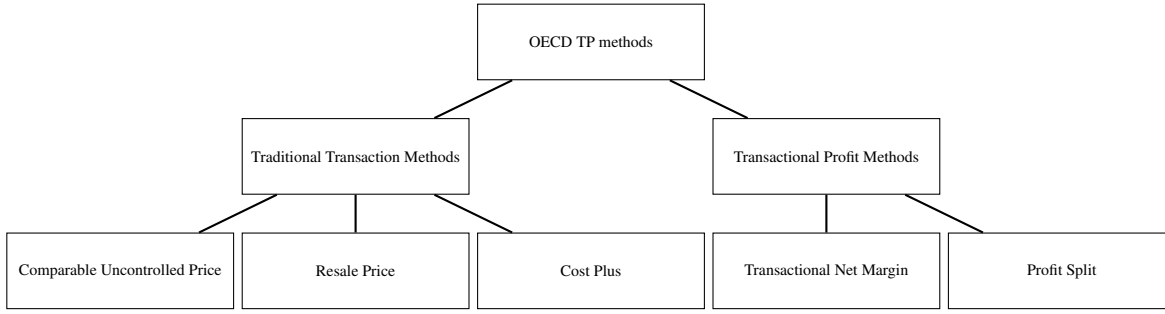 OECD TP methods
Traditional Transaction Methods
Transactional Profit Methods
Comparable Uncontrolled Price
Resale Price
Cost Plus
Transactional Net Margin
Profit Split